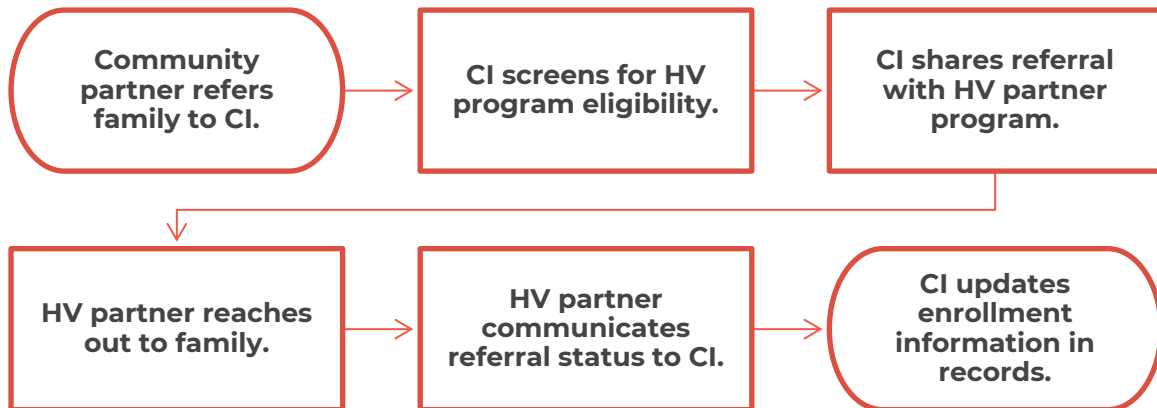 Community
partner refers
family to CI.
CI screens for HV
program eligibility.
CI shares referral
with HV partner
program.
HV partner reaches
out to family.
HV partner
communicates
referral status to CI.
CI updates
enrollment
information in
records.